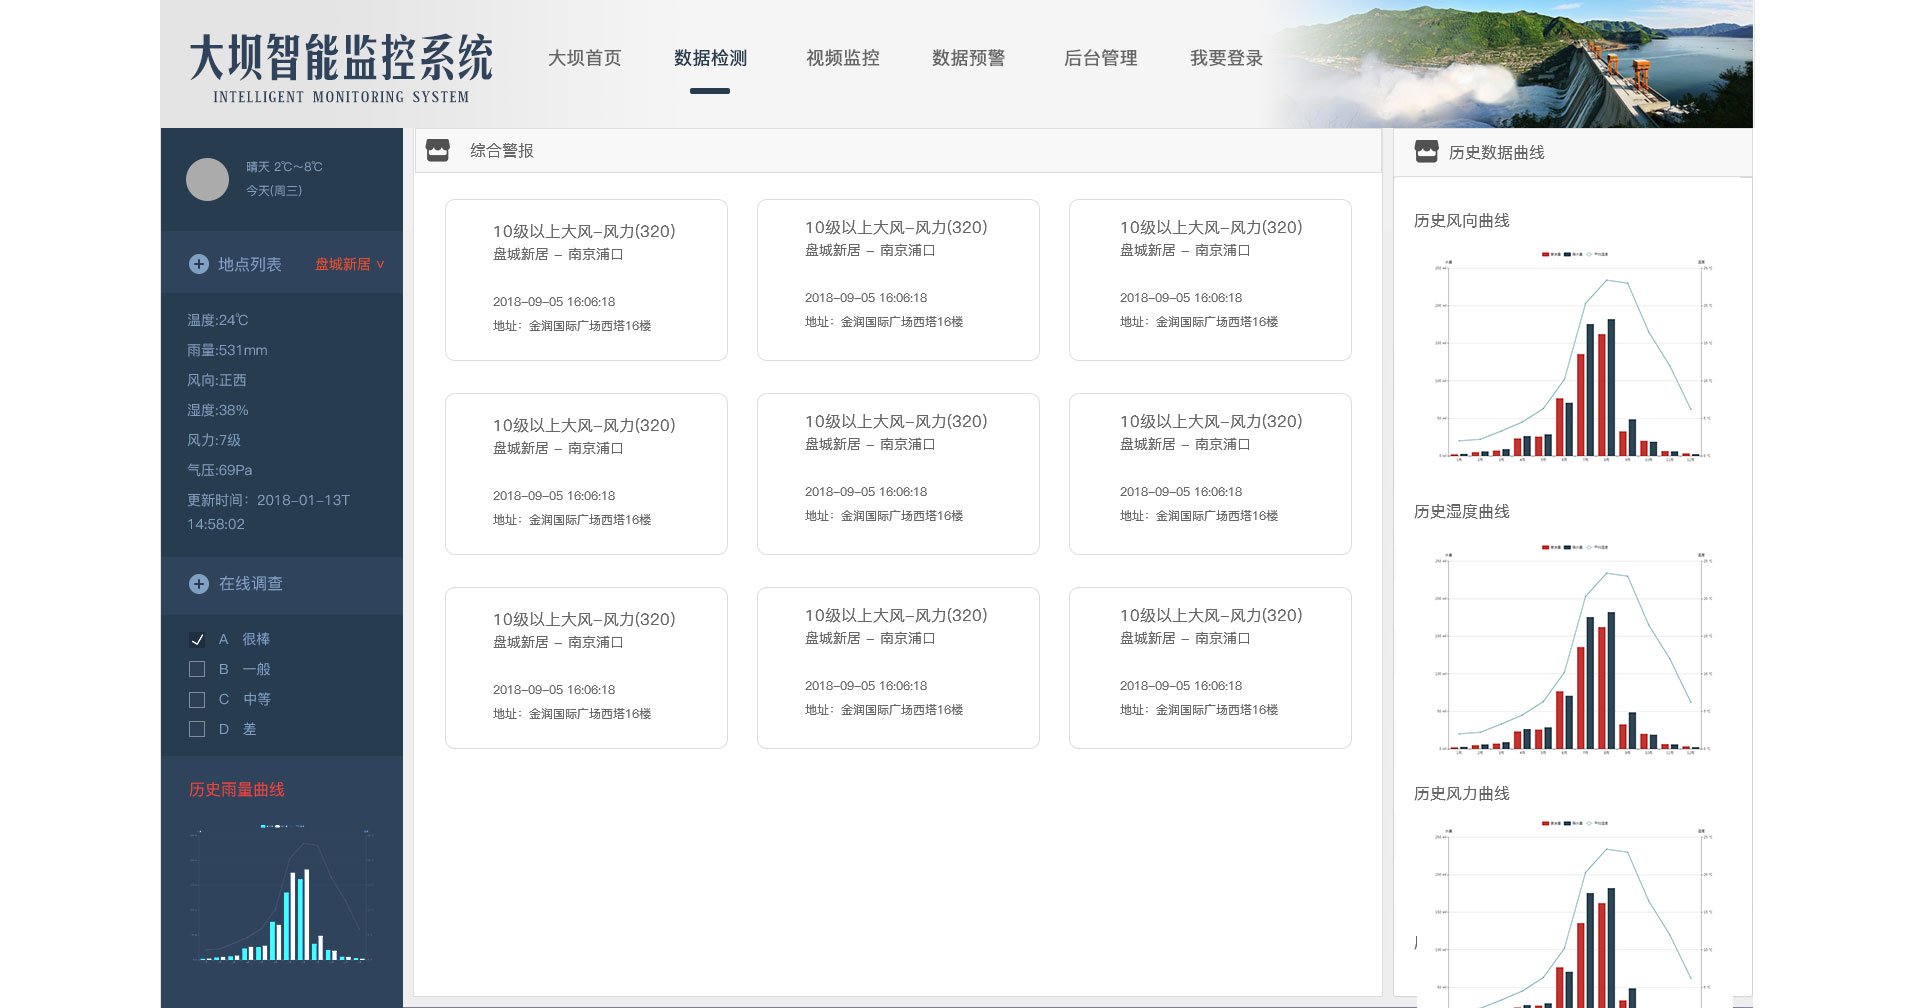 大坝智能监控系统
INTELLIGENT MONITORING SYSTEM
大坝首页
数据检测
视频监控
数据预警
后台管理
我要登录
晴天 2℃~8℃
今天(周三)
地点列表
盘城新居 ∨
温度:24℃
雨量:531mm
风向:正西
湿度:38%
风力:7级
气压:69Pa
更新时间：2018-01-13T
14:58:02
在线调查
A 很棒
B 一般
C 中等
D 差
历史雨量曲线
综合警报
10级以上大风-风力(320)
盘城新居 - 南京浦口
2018-09-05 16:06:18
地址：金润国际广场西塔16楼
10级以上大风-风力(320)
盘城新居 - 南京浦口
2018-09-05 16:06:18
地址：金润国际广场西塔16楼
10级以上大风-风力(320)
盘城新居 - 南京浦口
2018-09-05 16:06:18
地址：金润国际广场西塔16楼
10级以上大风-风力(320)
盘城新居 - 南京浦口
2018-09-05 16:06:18
地址：金润国际广场西塔16楼
10级以上大风-风力(320)
盘城新居 - 南京浦口
2018-09-05 16:06:18
地址：金润国际广场西塔16楼
10级以上大风-风力(320)
盘城新居 - 南京浦口
2018-09-05 16:06:18
地址：金润国际广场西塔16楼
10级以上大风-风力(320)
盘城新居 - 南京浦口
2018-09-05 16:06:18
地址：金润国际广场西塔16楼
10级以上大风-风力(320)
盘城新居 - 南京浦口
2018-09-05 16:06:18
地址：金润国际广场西塔16楼
10级以上大风-风力(320)
盘城新居 - 南京浦口
2018-09-05 16:06:18
地址：金润国际广场西塔16楼
历史数据曲线
历史风向曲线
历史湿度曲线
历史风力曲线